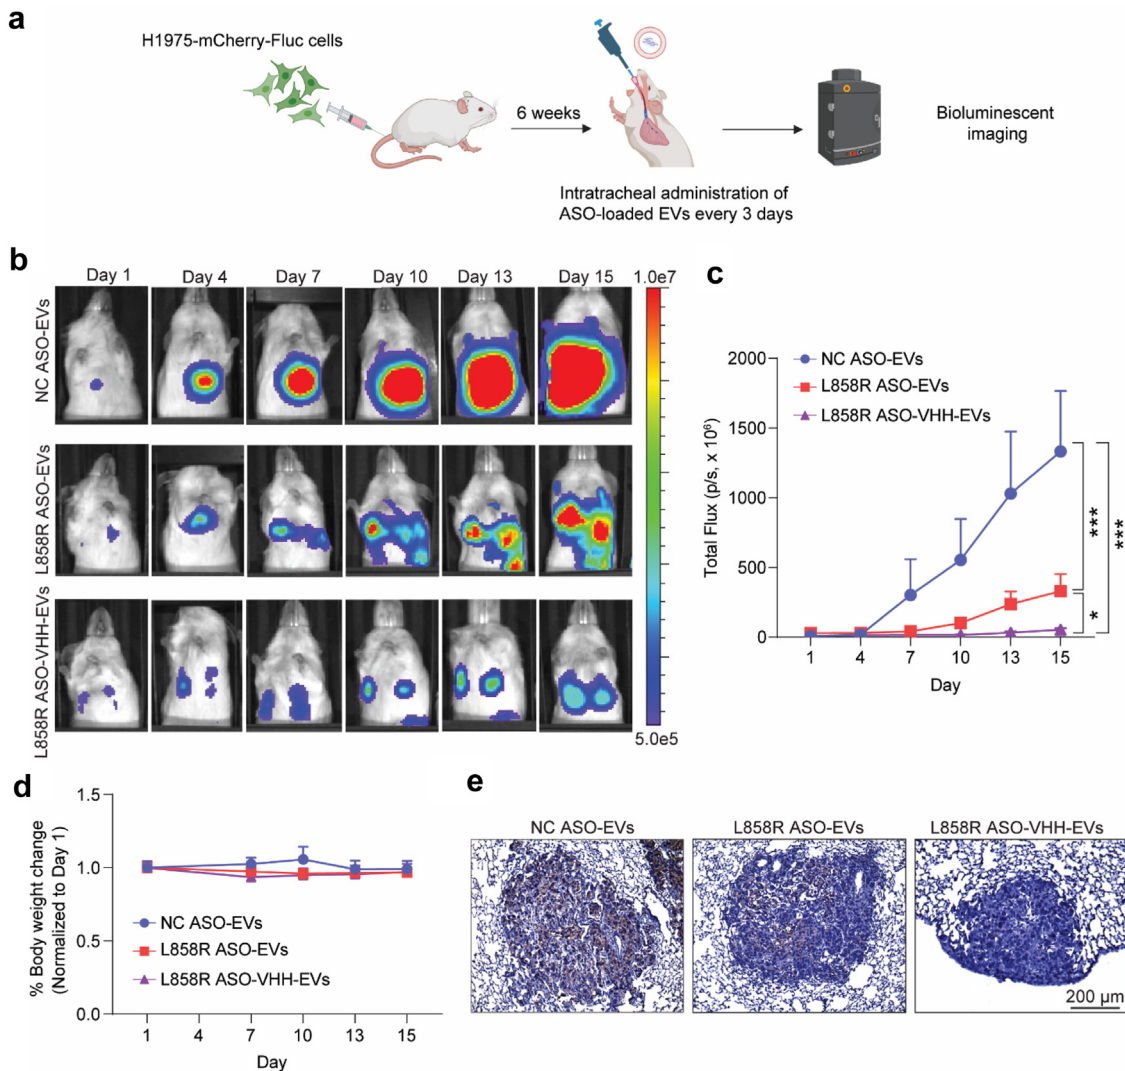 a
H1975-mCherry-Fluc cells
6 weeks
Intratracheal administration of
ASO-loaded EVs every 3 days
Bioluminescent
imaging
b
Day 1 Day 4 Day 7 Day 10 Day 13 Day 15
1.0e7
NC ASO-EVs
L858R ASO-EVs
L858R ASO-VHH-EVs
5.0e5
c
Total Flux (p/s, x 10⁶)
2000
1500
1000
500
0
NC ASO-EVs
L858R ASO-EVs
L858R ASO-VHH-EVs
***
***
*
1 4 7 10 13 15
Day
d
% Body weight change
(Normalized to Day 1)
1.5
1.0
0.5
0.0
NC ASO-EVs
L858R ASO-EVs
L858R ASO-VHH-EVs
1 4 7 10 13 15
Day
e
NC ASO-EVs
L858R ASO-EVs
L858R ASO-VHH-EVs
200 µm